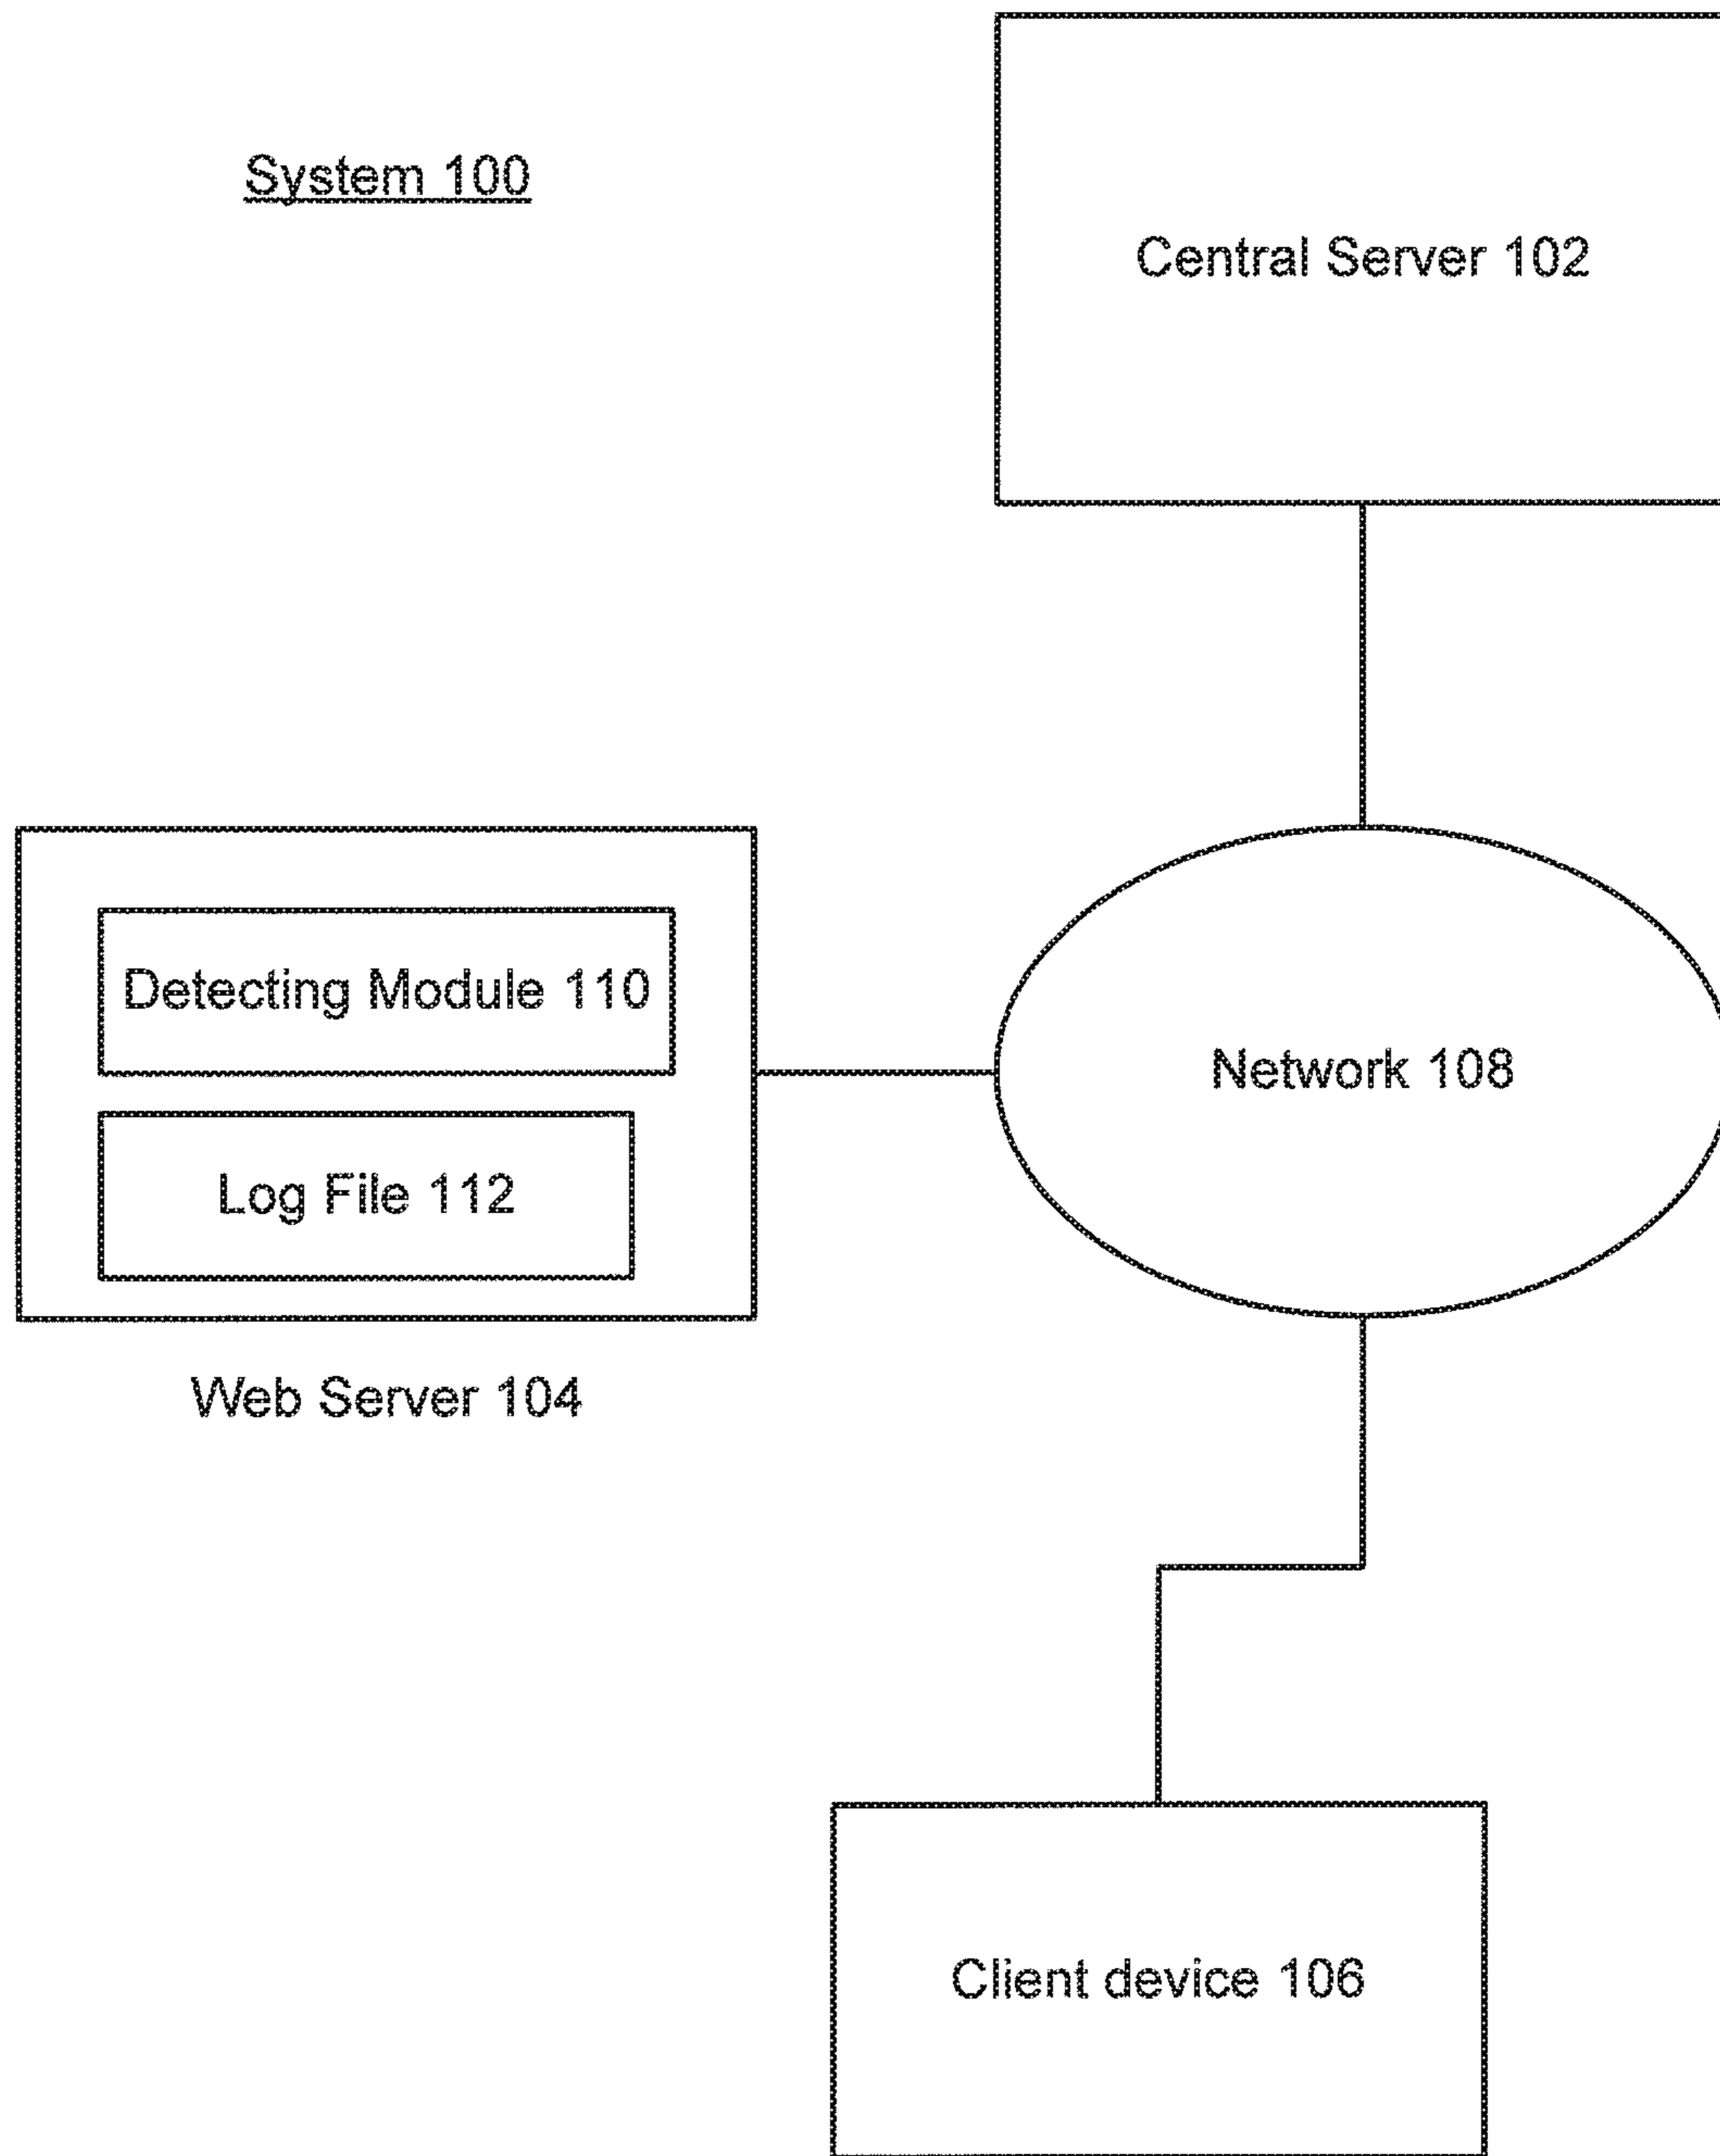 System 100
Central Server 102
Detecting Module 110
Network 108
Log File 112
Web Server 104
Client device 106